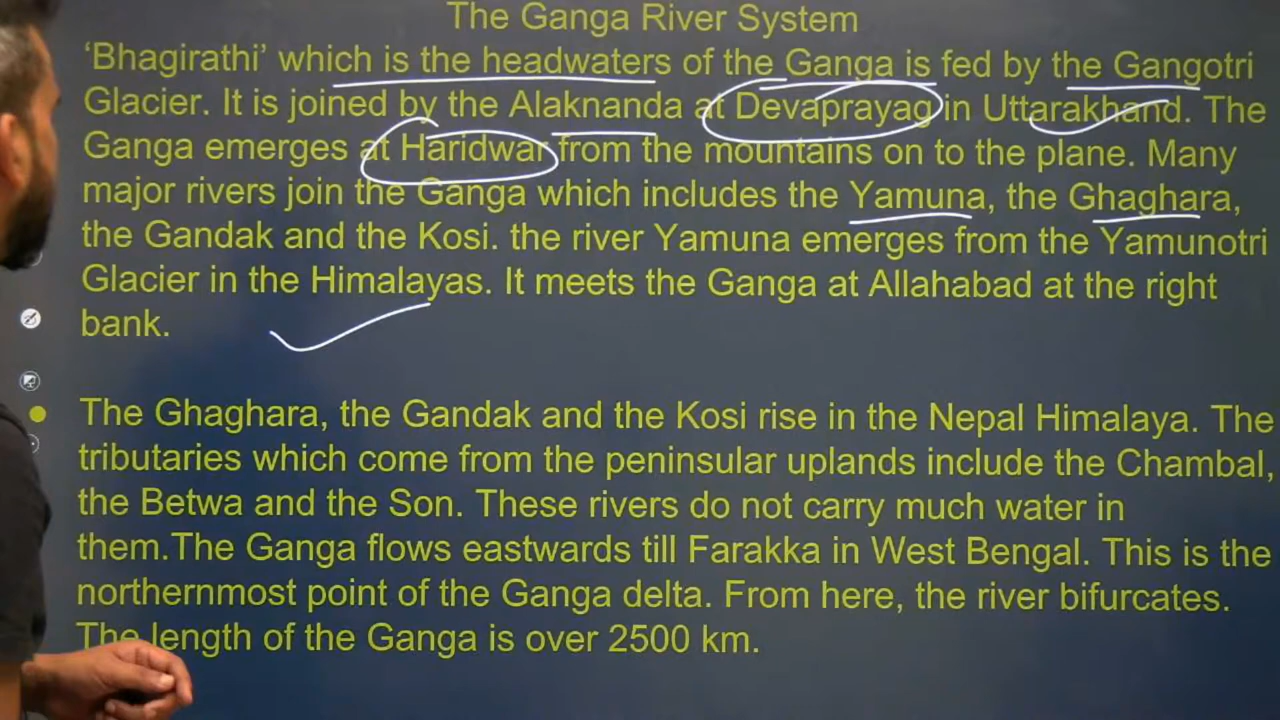 The Ganga River System
‘Bhagirathi’ which is the headwaters of the Ganga is fed by the Gangotri
Glacier. It is joined by the Alaknanda at Devaprayag in Uttarakhand. The
Ganga emerges at Haridwar from the mountains on to the plane. Many
major rivers join the Ganga which includes the Yamuna, the Ghaghara,
the Gandak and the Kosi. the river Yamuna emerges from the Yamunotri
Glacier in the Himalayas. It meets the Ganga at Allahabad at the right
bank.
The Ghaghara, the Gandak and the Kosi rise in the Nepal Himalaya. The
tributaries which come from the peninsular uplands include the Chambal,
the Betwa and the Son. These rivers do not carry much water in
them.The Ganga flows eastwards till Farakka in West Bengal. This is the
northernmost point of the Ganga delta. From here, the river bifurcates.
The length of the Ganga is over 2500 km.